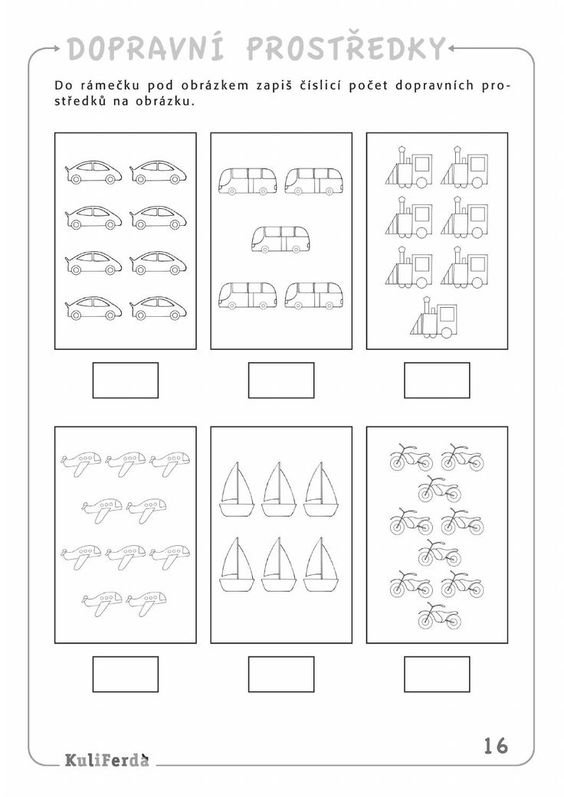 DOPRAVNÍ PROSTŘEDKY
Do rámečku pod obrázkem zapiš číslicí počet dopravních pro-
středků na obrázku.
16
KuliFerda